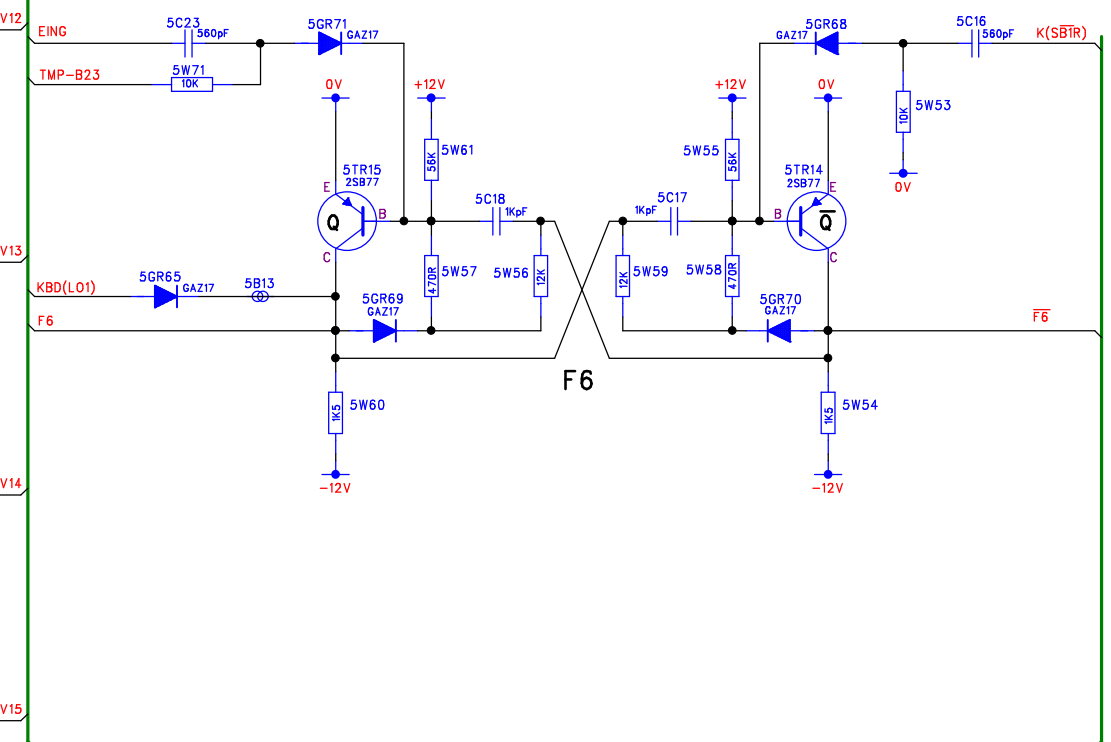 V12
EING
5C23
560pF
5GR71
GAZ17
5GR68
GAZ17
5C16
560pF
K(S̅B̅1̅R̅)
TMP-B23
5W71
10K
0V
+12V
+12V
0V
10K
5W53
0V
56K
5W61
5W55
56K
5TR15
2SB77
5TR14
2SB77
E
B
C
Q
5C18
1KpF
5C17
1KpF
E
B
C
Q̅
V13
470R
5W57
5W56
12K
12K
5W59
5W58
470R
KBD(L01)
5GR65
GAZ17
5B13
5GR69
GAZ17
5GR70
GAZ17
F6
F̅6̅
F6
1K5
5W60
1K5
5W54
V14
-12V
-12V
V15